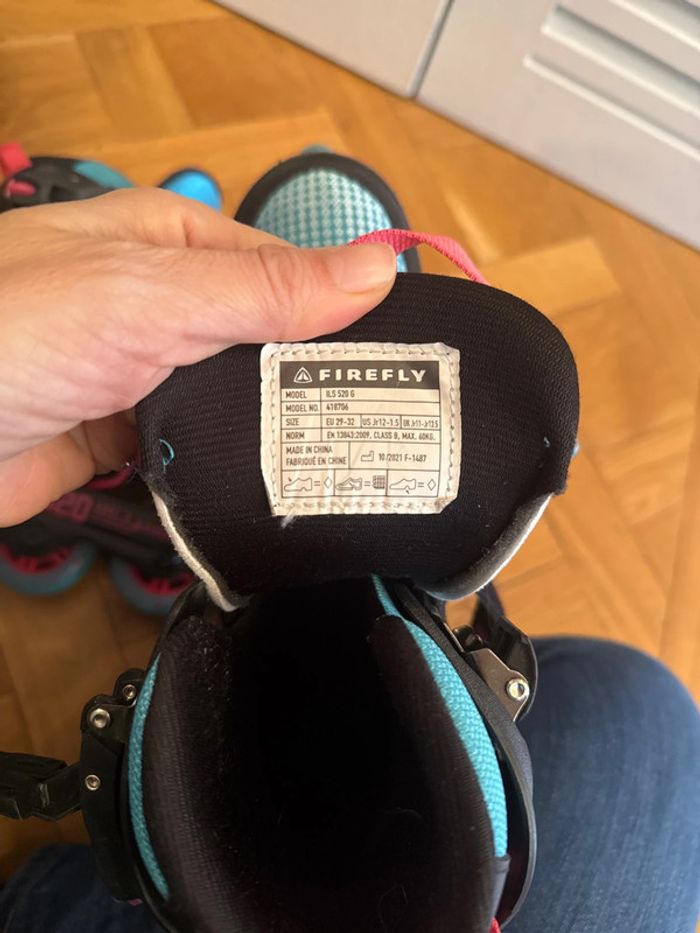 FIREFLY
MODEL ILS 520 G
MODEL NO. 418706
SIZE EU 29-32 US Jr12-1.5 UK Jr11-Jr13.5
NORM EN 13843:2009, CLASS B, MAX. 60KG.
MADE IN CHINA
FABRIQUÉ EN CHINE
10/2021 F-1487